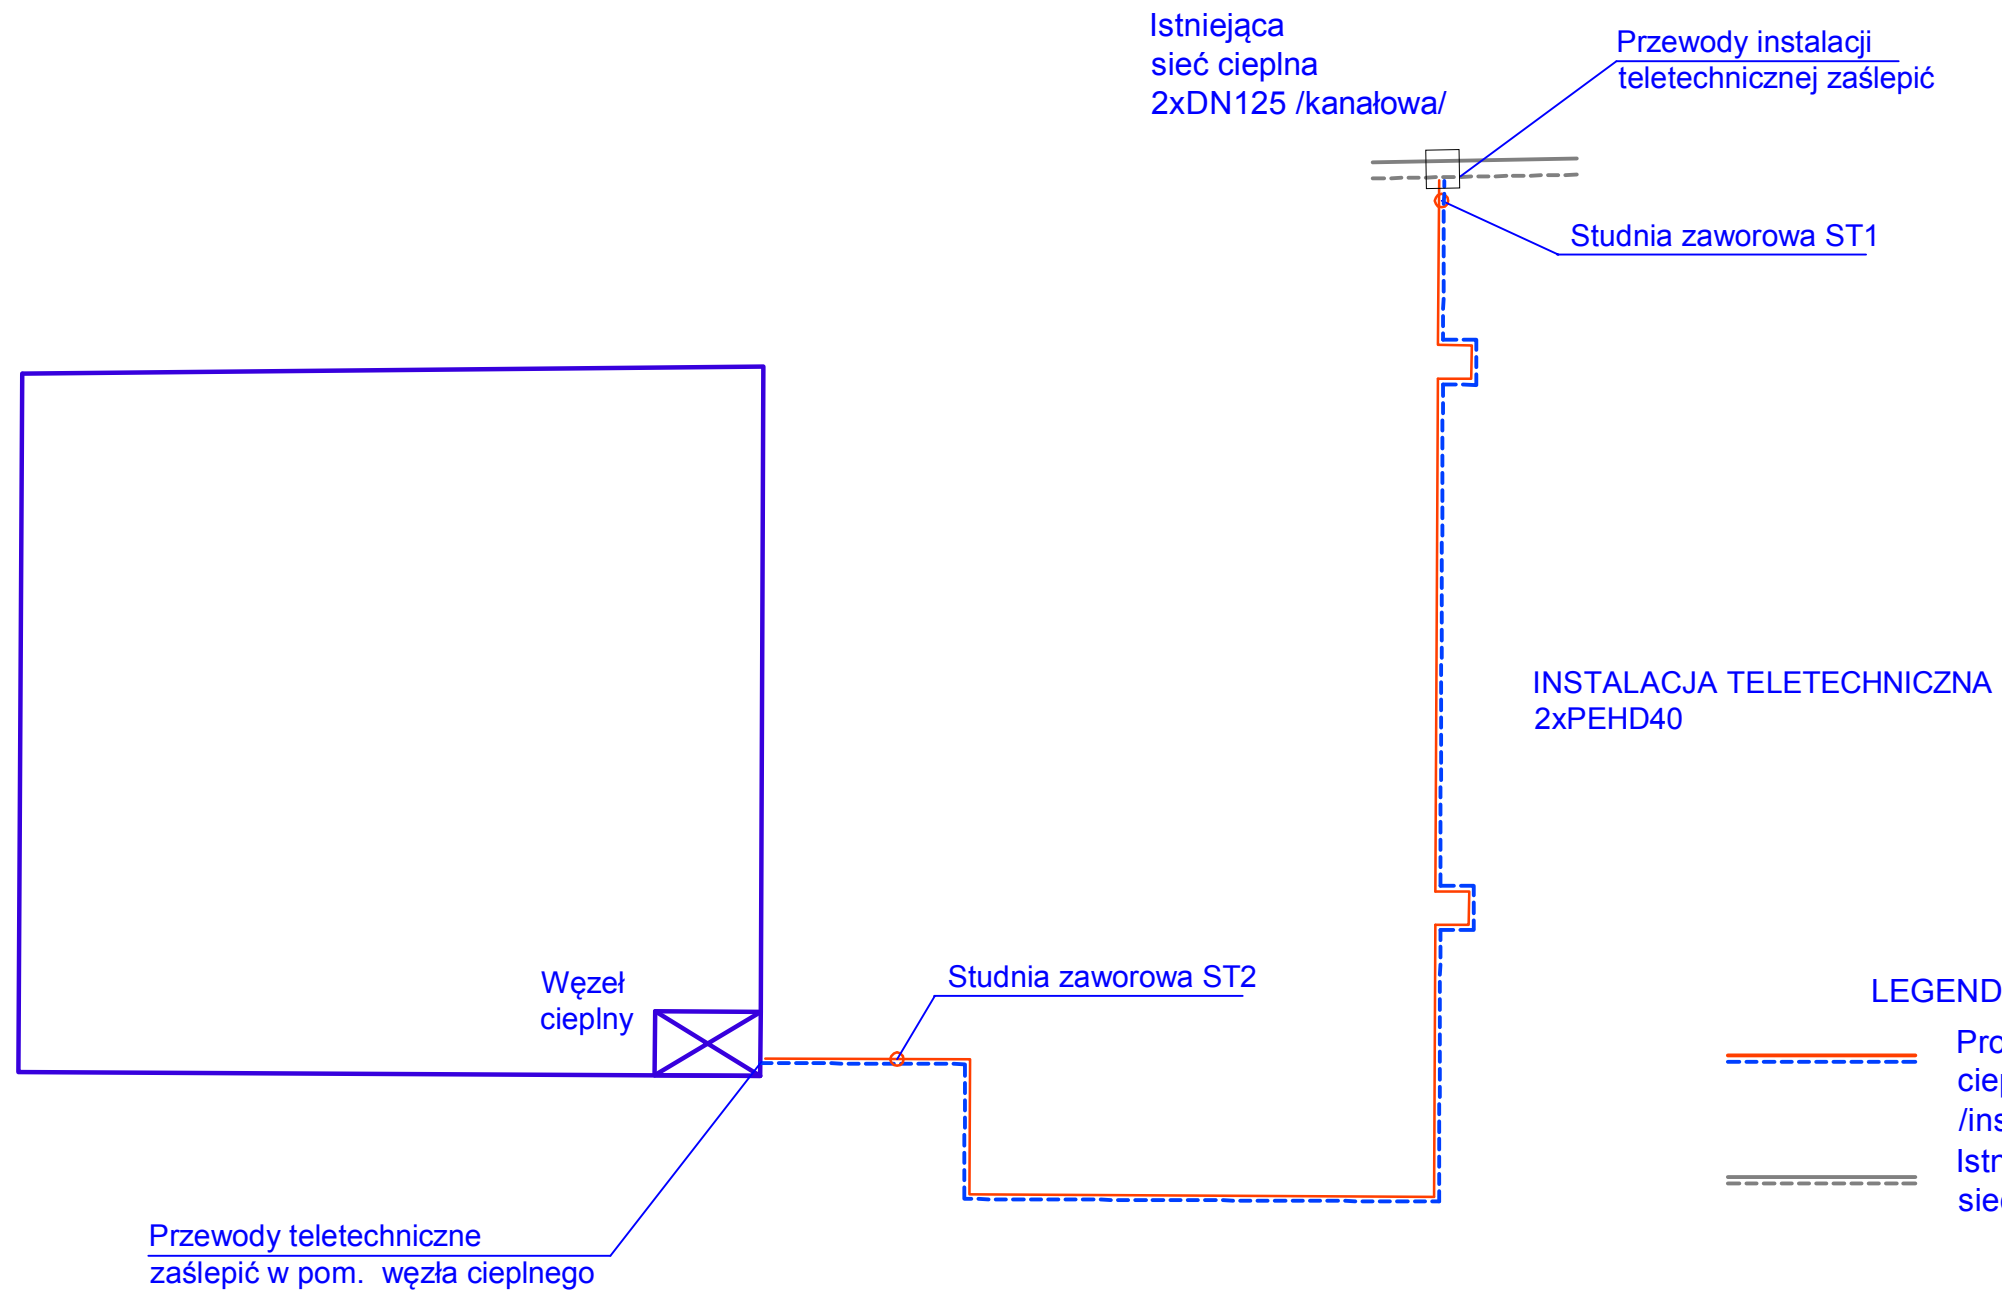 Istniejąca
sieć cieplna
2xDN125 /kanałowa/
Przewody instalacji
teletechnicznej zaślepić
Studnia zaworowa ST1
INSTALACJA TELETECHNICZNA
2xPEHD40
Węzeł
cieplny
Studnia zaworowa ST2
Przewody teletechniczne
zaślepić w pom. węzła cieplnego
LEGEND